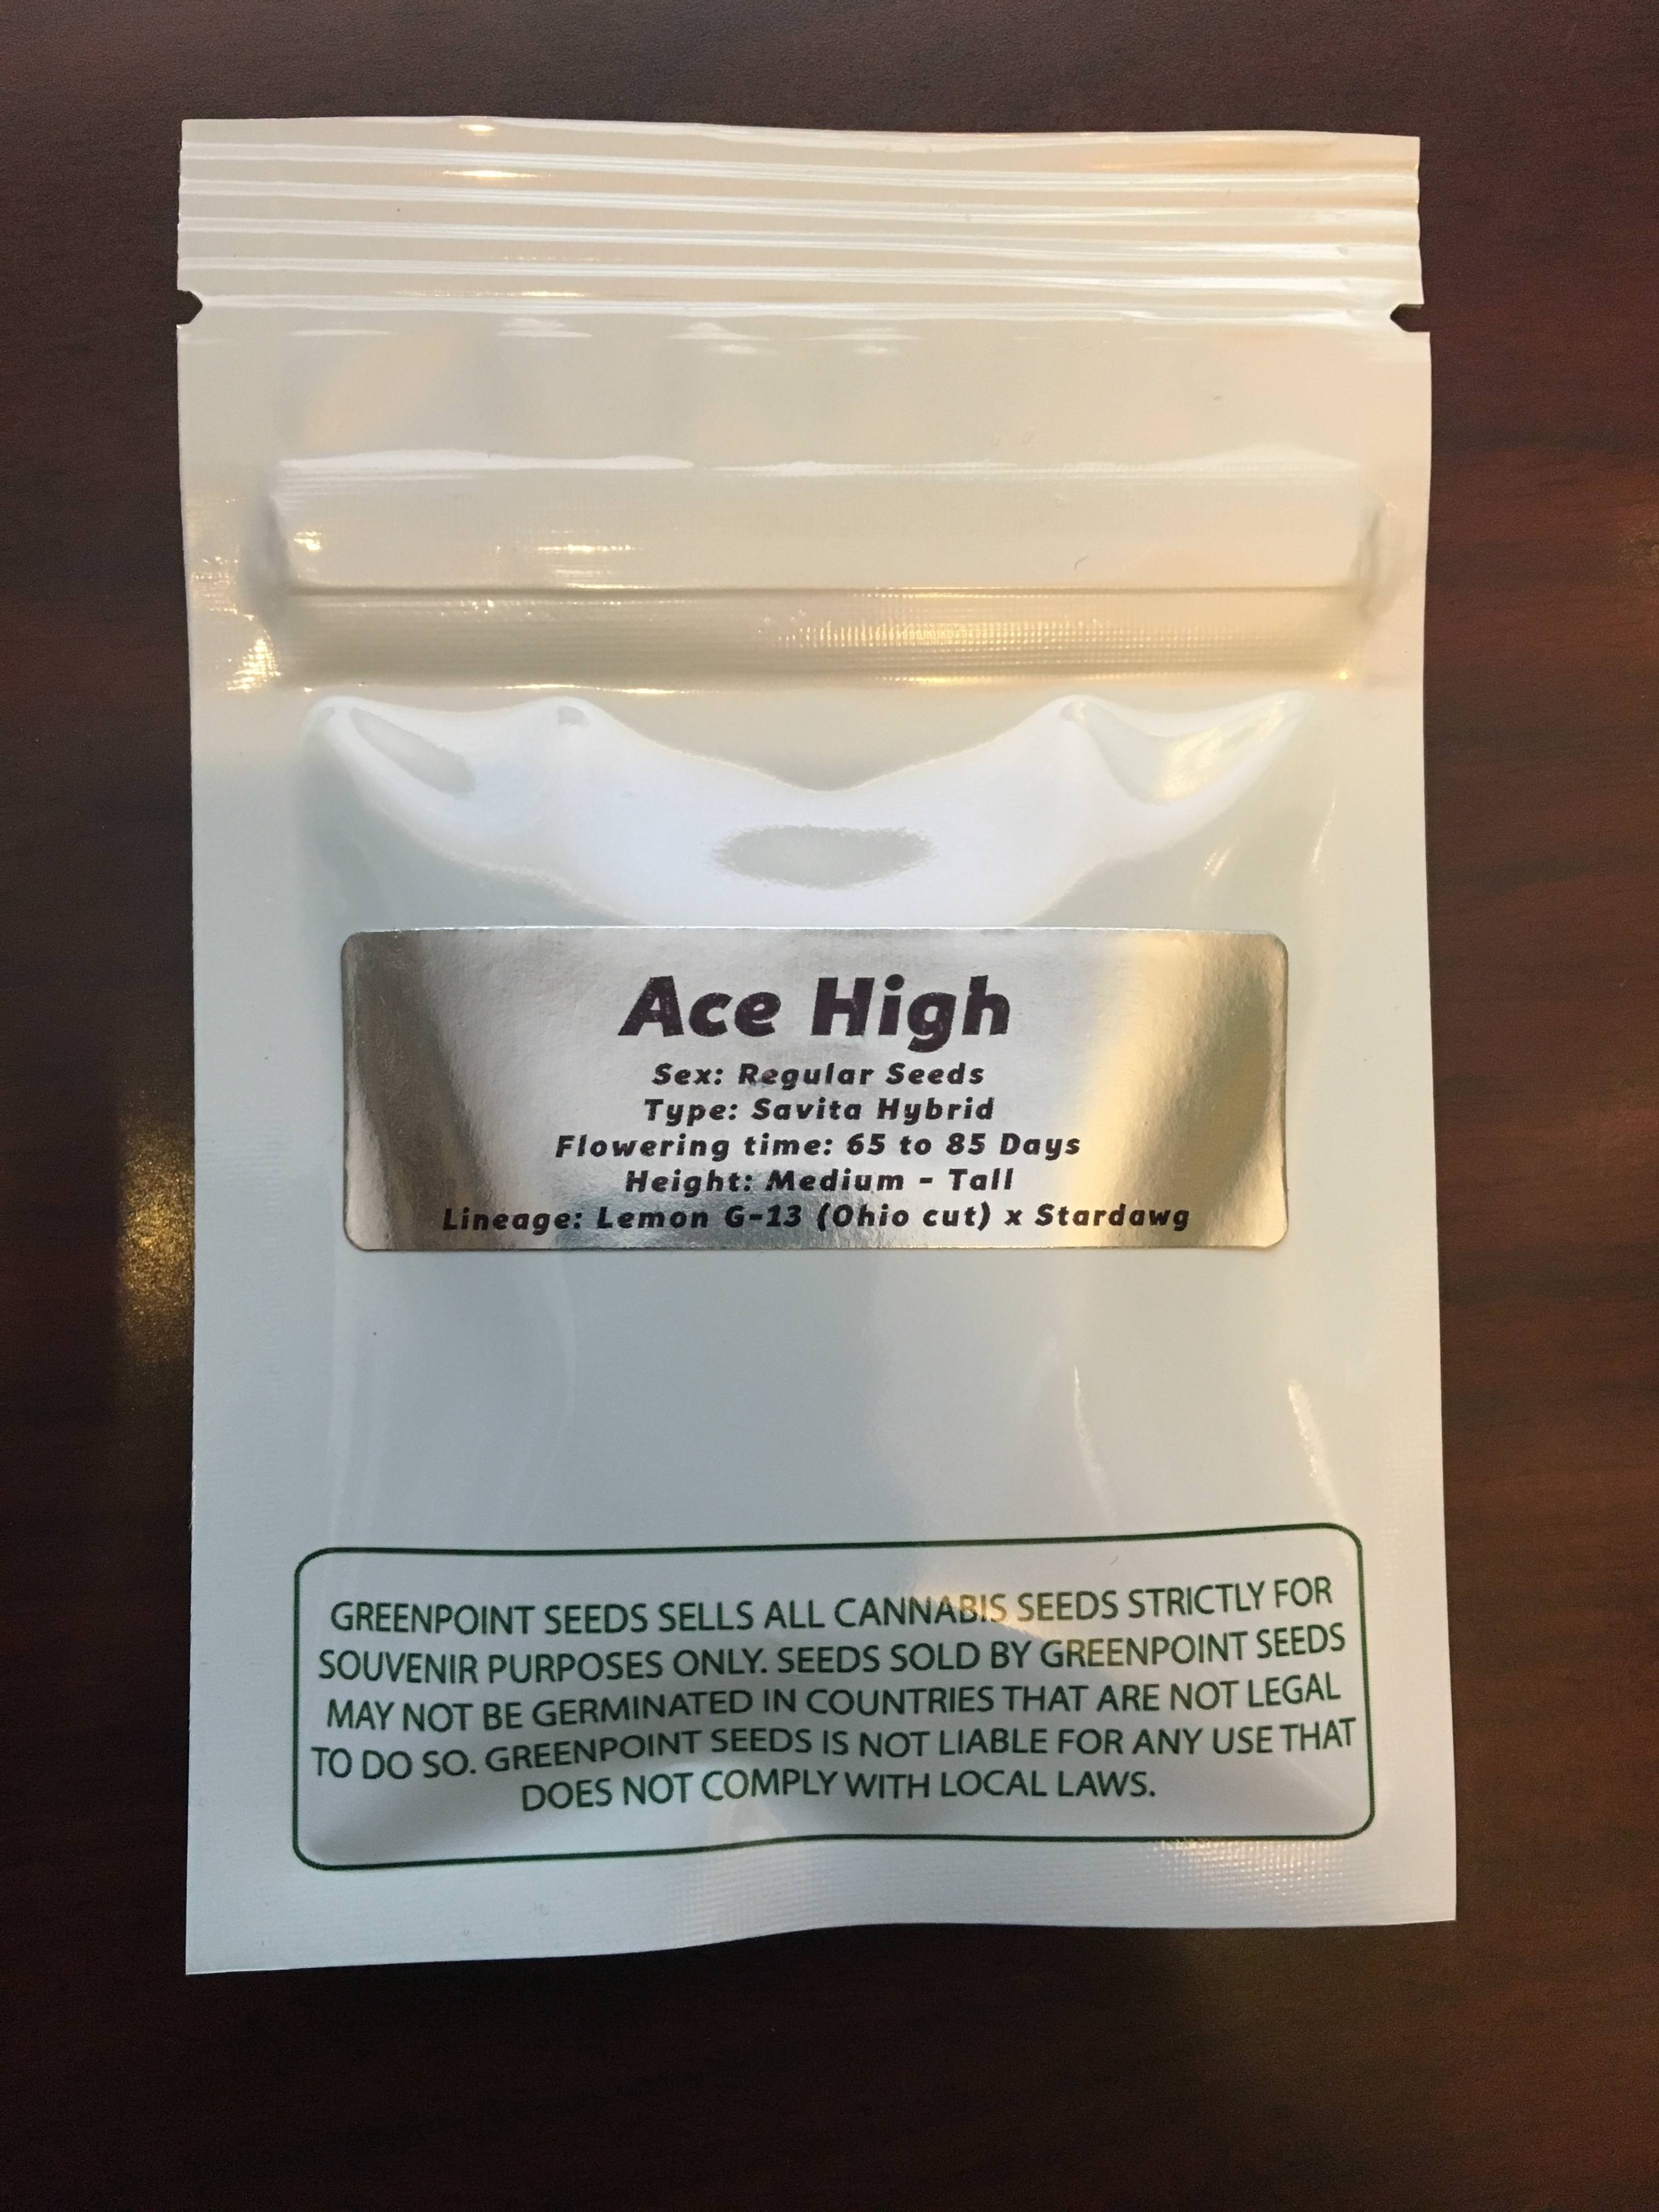 Ace High
Sex: Regular Seeds
Type: Savita Hybrid
Flowering time: 65 to 85 Days
Height: Medium - Tall
Lineage: Lemon G-13 (Ohio cut) x Stardawg
GREENPOINT SEEDS SELLS ALL CANNABIS SEEDS STRICTLY FOR
SOUVENIR PURPOSES ONLY. SEEDS SOLD BY GREENPOINT SEEDS
MAY NOT BE GERMINATED IN COUNTRIES THAT ARE NOT LEGAL
TO DO SO. GREENPOINT SEEDS IS NOT LIABLE FOR ANY USE THAT
DOES NOT COMPLY WITH LOCAL LAWS.